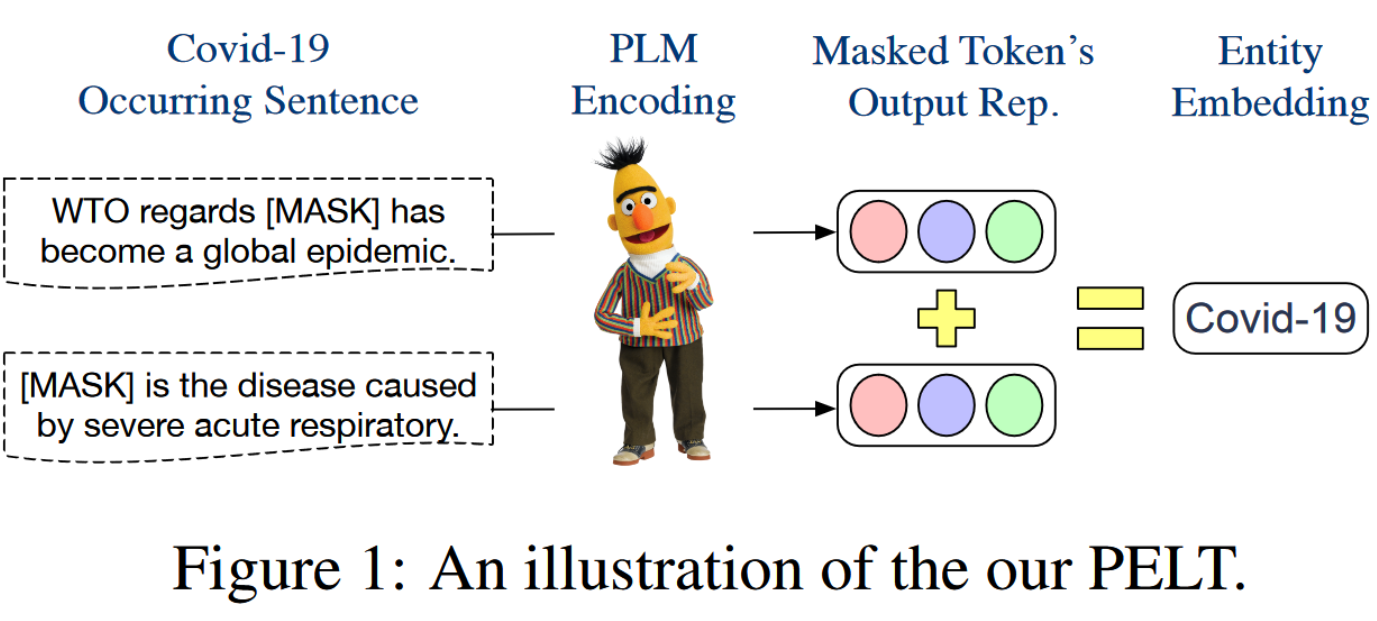 Covid-19
Occurring Sentence
PLM
Encoding
Masked Token's
Output Rep.
Entity
Embedding
WTO regards [MASK] has
become a global epidemic.
[MASK] is the disease caused
by severe acute respiratory.
Covid-19
Figure 1: An illustration of the our PELT.